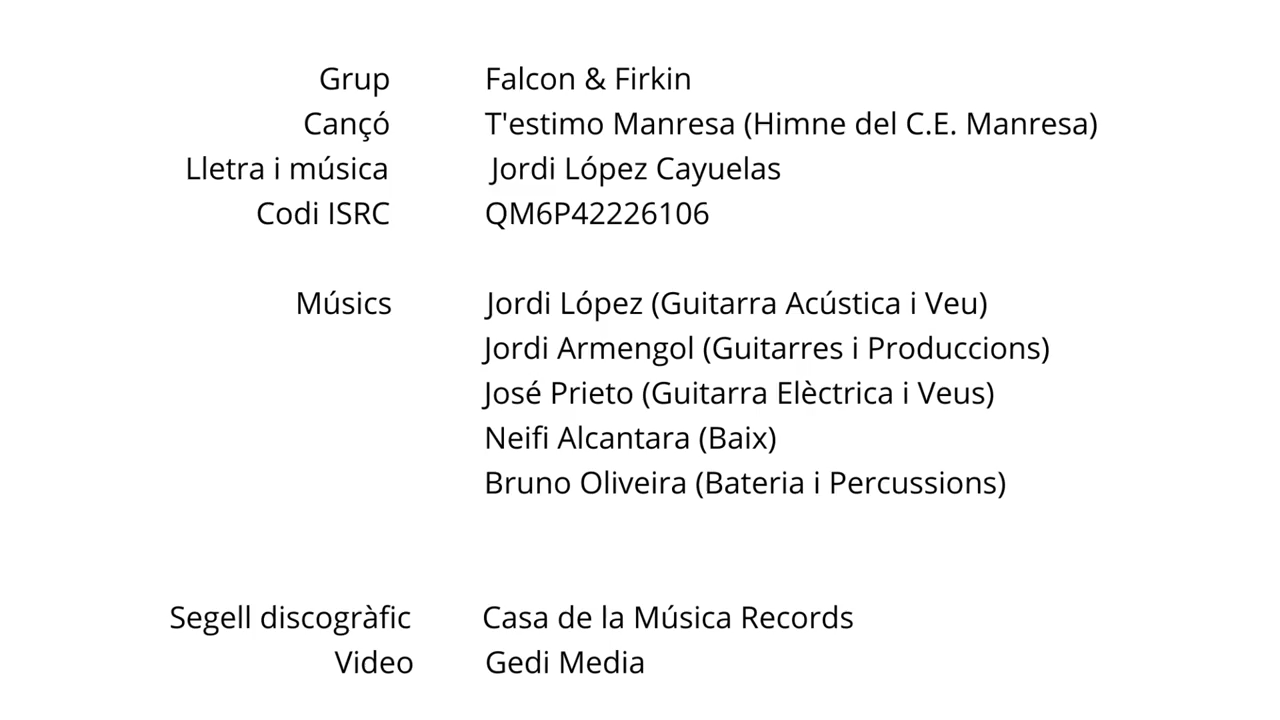 Grup Falcon & Firkin
Cançó T'estimo Manresa (Himne del C.E. Manresa)
Lletra i música Jordi López Cayuelas
Codi ISRC QM6P42226106
Músics Jordi López (Guitarra Acústica i Veu)
Jordi Armengol (Guitarres i Produccions)
José Prieto (Guitarra Elèctrica i Veus)
Neifi Alcantara (Baix)
Bruno Oliveira (Bateria i Percussions)
Segell discogràfic Casa de la Música Records
Video Gedi Media